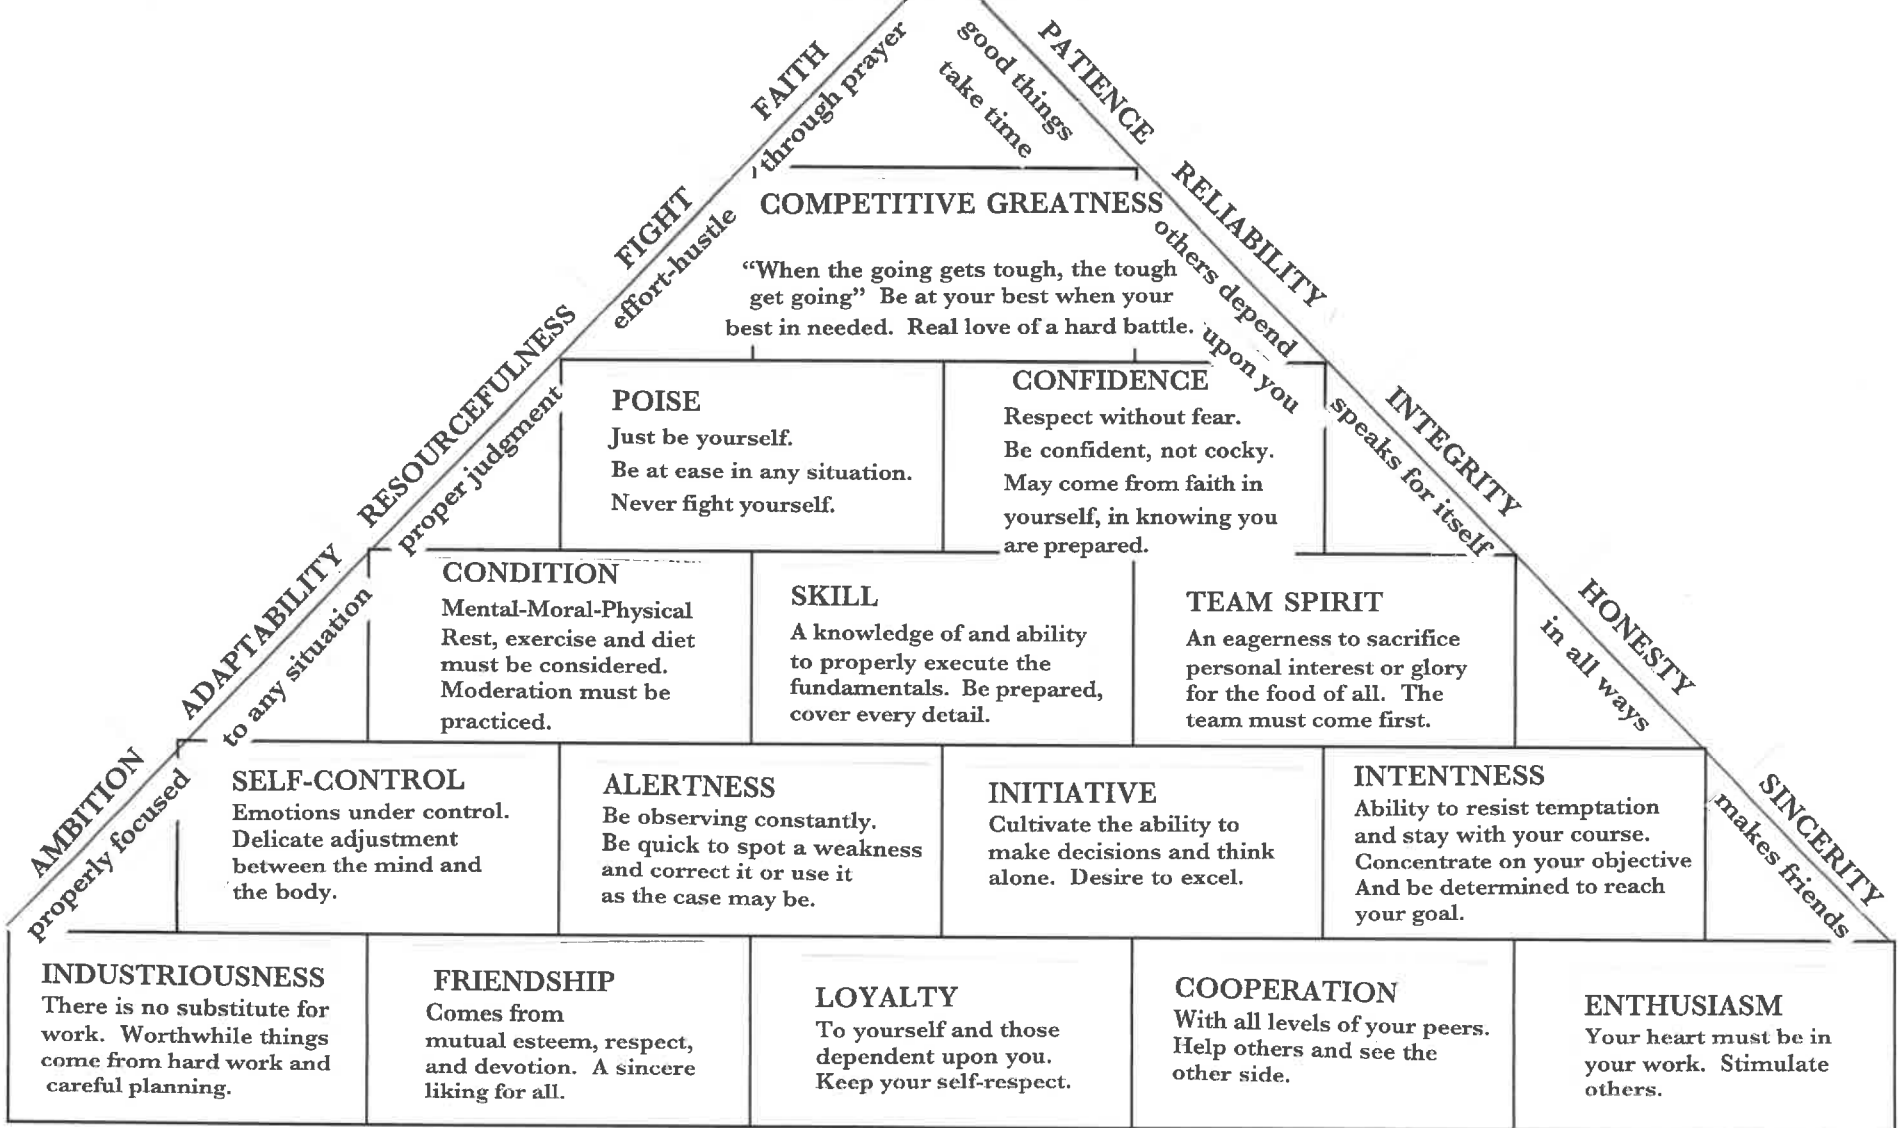 FAITH
through prayer
PATIENCE
good things
take time
FIGHT
effort-hustle
RELIABILITY
others depend
upon you
COMPETITIVE GREATNESS
“When the going gets tough, the tough
get going” Be at your best when your
best in needed. Real love of a hard battle.
RESOURCEFULNESS
proper judgment
INTEGRITY
speaks for itself
POISE
Just be yourself.
Be at ease in any situation.
Never fight yourself.
CONFIDENCE
Respect without fear.
Be confident, not cocky.
May come from faith in
yourself, in knowing you
are prepared.
ADAPTABILITY
to any situation
HONESTY
in all ways
CONDITION
Mental-Moral-Physical
Rest, exercise and diet
must be considered.
Moderation must be
practiced.
SKILL
A knowledge of and ability
to properly execute the
fundamentals. Be prepared,
cover every detail.
TEAM SPIRIT
An eagerness to sacrifice
personal interest or glory
for the food of all. The
team must come first.
AMBITION
properly focused
SINCERITY
makes friends
SELF-CONTROL
Emotions under control.
Delicate adjustment
between the mind and
the body.
ALERTNESS
Be observing constantly.
Be quick to spot a weakness
and correct it or use it
as the case may be.
INITIATIVE
Cultivate the ability to
make decisions and think
alone. Desire to excel.
INTENTNESS
Ability to resist temptation
and stay with your course.
Concentrate on your objective
And be determined to reach
your goal.
INDUSTRIOUSNESS
There is no substitute for
work. Worthwhile things
come from hard work and
careful planning.
FRIENDSHIP
Comes from
mutual esteem, respect,
and devotion. A sincere
liking for all.
LOYALTY
To yourself and those
dependent upon you.
Keep your self-respect.
COOPERATION
With all levels of your peers.
Help others and see the
other side.
ENTHUSIASM
Your heart must be in
your work. Stimulate
others.